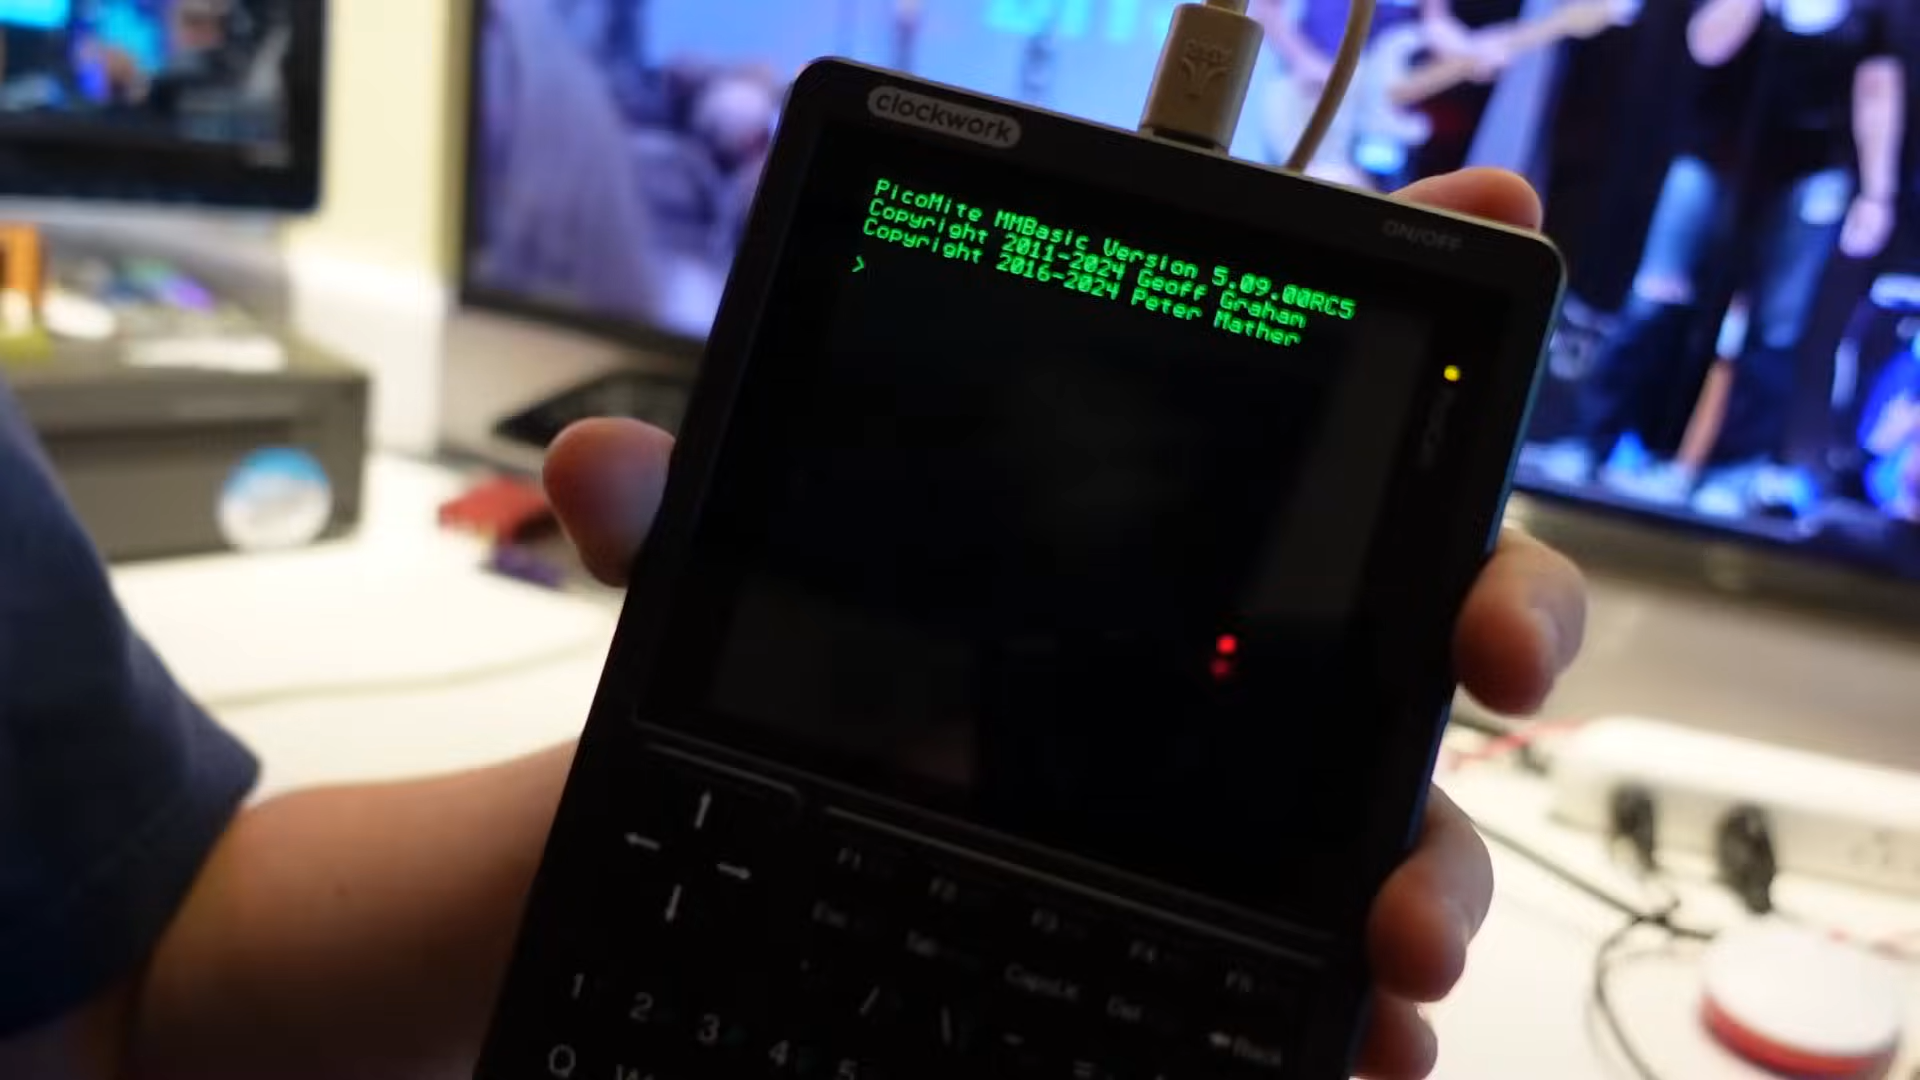 clockwork
ON/OFF
PicoMite MMBasic Version 5.09.00RC5
Copyright 2011-2024 Geoff Graham
Copyright 2016-2024 Peter Mather
>
F1
F2
F3
F4
F5
Esc
Tab
CapsLk
Del
Back
/
\
-
=
1
2
3
4
5
Q
W